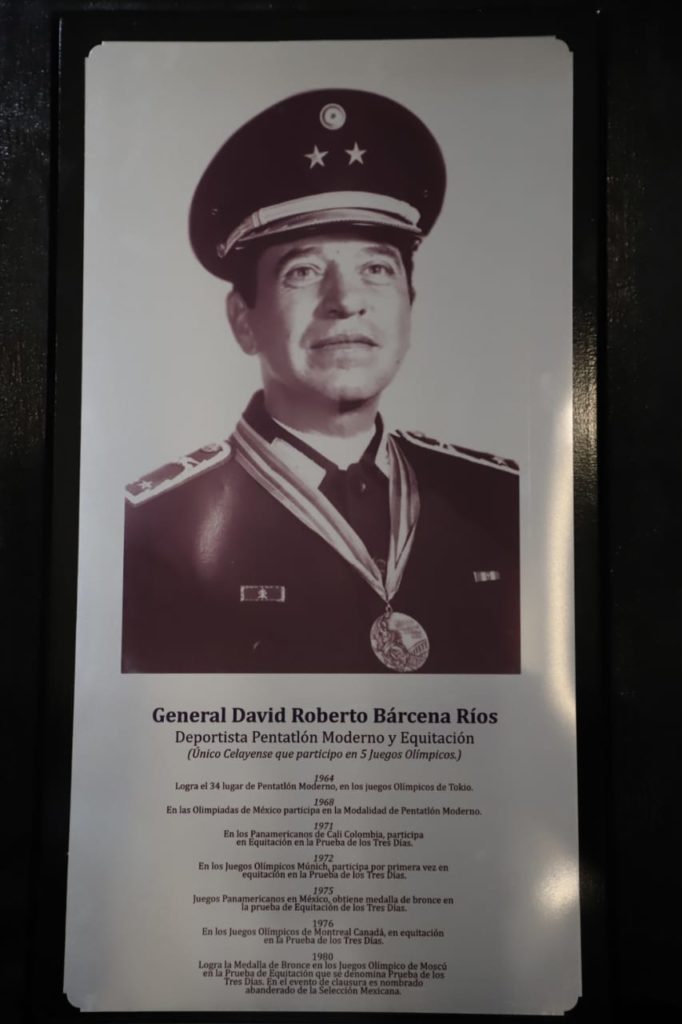 General David Roberto Bárcena Ríos
Deportista Pentatlón Moderno y Equitación
(Único Celayense que participo en 5 Juegos Olímpicos.)
1964
Logra el 34 lugar de Pentatlón Moderno, en los juegos Olímpicos de Tokio.
1968
En las Olimpiadas de México participa en la Modalidad de Pentatlón Moderno.
1971
En los Panamericanos de Cali Colombia, participa
en Equitación en la Prueba de los Tres Días.
1972
En los Juegos Olímpicos Múnich, participa por primera vez en
equitación en la Prueba de los Tres Días.
1975
Juegos Panamericanos en México, obtiene medalla de bronce en
la prueba de Equitación de los Tres Días.
1976
En los Juegos Olímpicos de Montreal Canadá, en equitación
en la Prueba de los Tres Días.
1980
Logra la Medalla de Bronce en los Juegos Olímpico de Moscú
en la Prueba de Equitación que se denomina Prueba de los
Tres Días. En el evento de clausura es nombrado
abanderado de la Selección Mexicana.